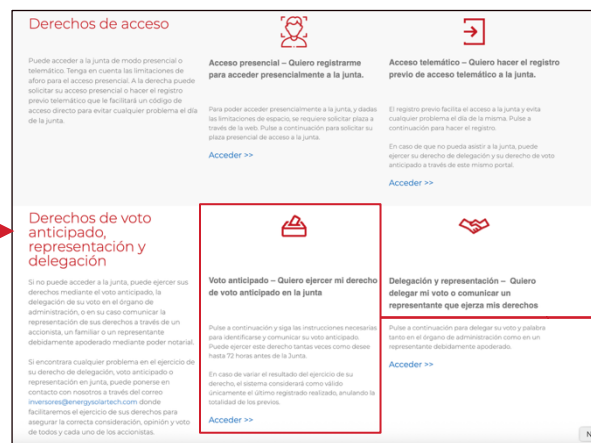 Derechos de acceso
Puede acceder a la junta de modo presencial o
telemático. Tenga en cuenta las limitaciones de
aforo para el acceso presencial. A la derecha puede
solicitar su acceso presencial o hacer el registro
previo telemático que le facilitará un código de
acceso directo para evitar cualquier problema el día
de la junta.
Acceso presencial – Quiero registrarme
para acceder presencialmente a la junta.
Para poder acceder presencialmente a la junta, y dadas
las limitaciones de espacio, se requiere solicitar plaza a
través de la web. Pulse a continuación para solicitar su
plaza presencial de acceso a la junta.
Acceder >>
Acceso telemático – Quiero hacer el registro
previo de acceso telemático a la junta.
El registro previo facilita el acceso a la junta y evita
cualquier problema el día de la misma. Pulse a
continuación para hacer el registro
En caso de que no pueda asistir a la junta, puede
ejercer su derecho de delegación y su derecho de voto
anticipado a través de este mismo portal.
Acceder >>
Derechos de voto
anticipado,
representación y
delegación
Si no puede acceder a la junta, puede ejercer sus
derechos mediante el voto anticipado, la
delegación de su voto en el órgano de
administración, o en su caso comunicar la
representación de sus derechos a través de un
accionista, un familiar o un representante
debidamente apoderado mediante poder notarial.
Si encontrara cualquier problema en el ejercicio de
su derecho de delegación, voto anticipado o
representación en junta, puede ponerse en
contacto con nosotros a través del correo
inversores@energysolartech.com donde
facilitaremos el ejercicio de sus derechos para
asegurar la correcta consideración, opinión y voto
de todos y cada uno de los accionistas.
Voto anticipado – Quiero ejercer mi derecho
de voto anticipado en la junta
Pulse a continuación y siga las instrucciones necesarias
para identificarse y comunicar su voto anticipado.
Puede ejercer este derecho tantas veces como desee
hasta 72 horas antes de la Junta.
En caso de variar el resultado del ejercicio de su
derecho, el sistema considerará como válido
únicamente el último registro realizado, anulando la
totalidad de los previos.
Acceder >>
Delegación y representación – Quiero
delegar mi voto o comunicar un
representante que ejerza mis derechos
Pulse a continuación para delegar su voto y palabra
tanto en el órgano de administración como en un
representante debidamente apoderado.
Acceder >>
N